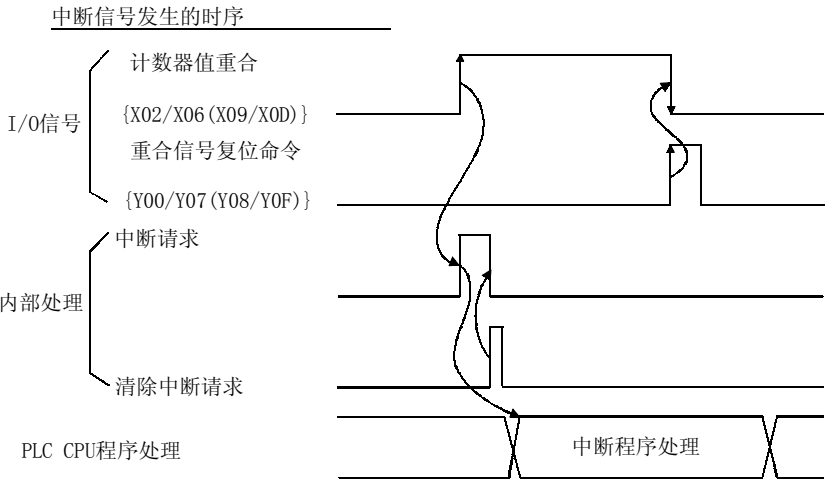 中断信号发生的时序
计数器值重合
I/O信号
{X02/X06(X09/X0D)}
重合信号复位命令
{Y00/Y07(Y08/Y0F)}
中断请求
内部处理
清除中断请求
PLC CPU程序处理
中断程序处理